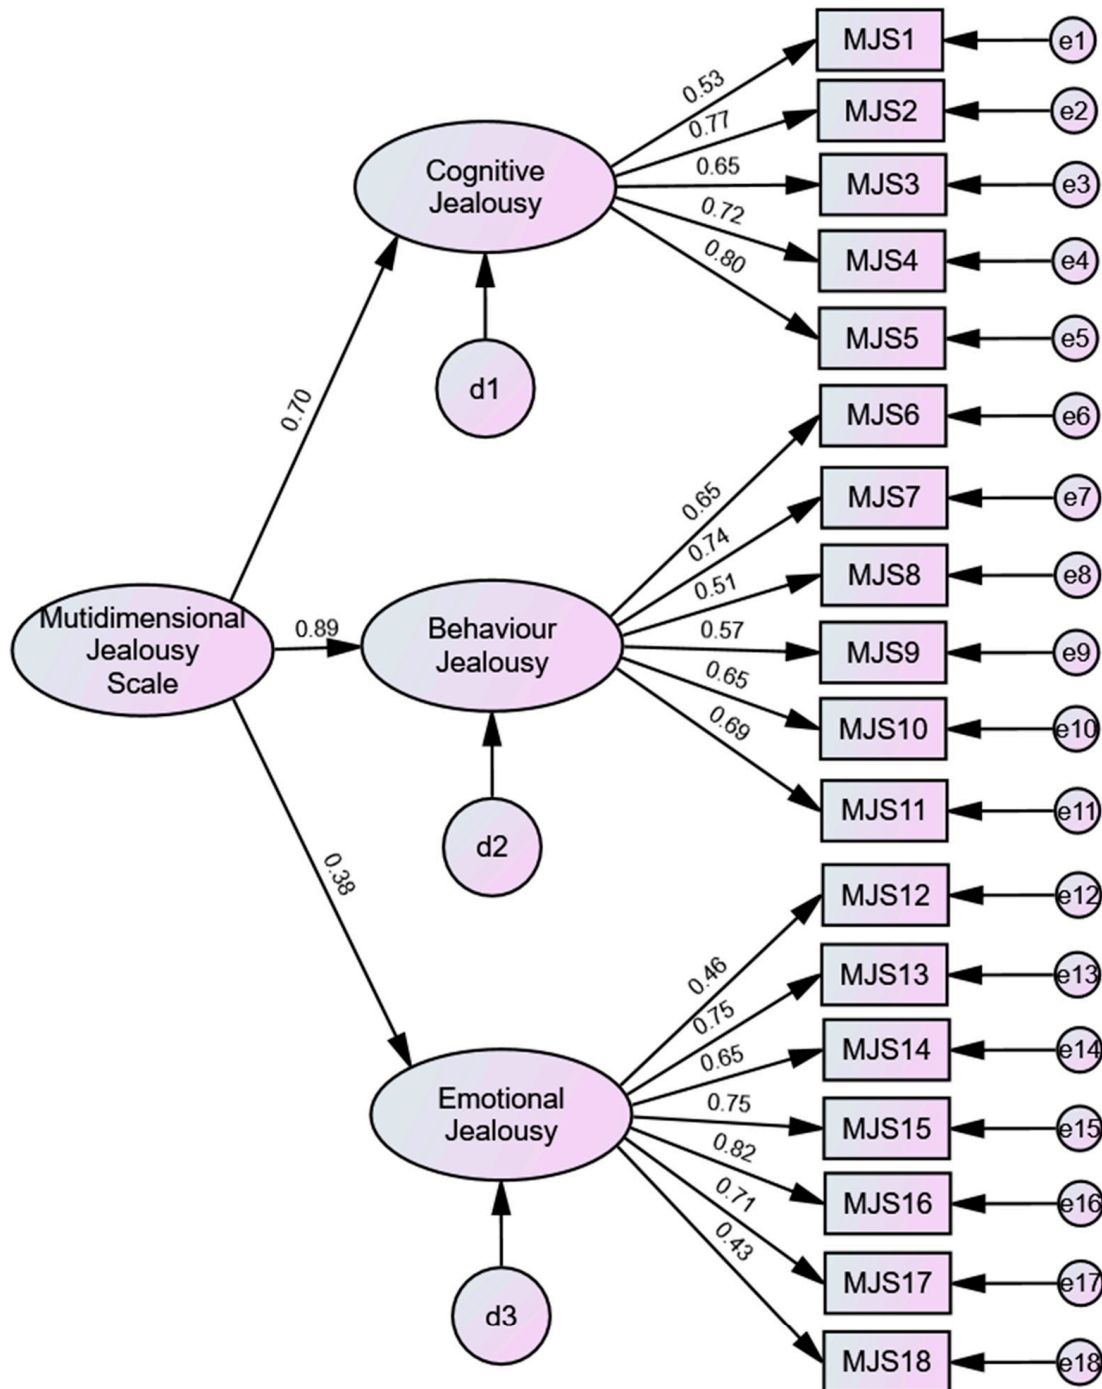 MJS1
e1
0.53
MJS2
e2
0.77
Cognitive
Jealousy
0.65
MJS3
e3
0.72
MJS4
e4
0.80
MJS5
e5
d1
0.70
MJS6
e6
0.65
MJS7
e7
0.74
MJS8
e8
0.51
Mutidimensional
Jealousy
Scale
0.89
Behaviour
Jealousy
0.57
MJS9
e9
0.65
MJS10
e10
0.69
MJS11
e11
d2
0.38
MJS12
e12
0.46
MJS13
e13
0.75
MJS14
e14
0.65
Emotional
Jealousy
0.75
MJS15
e15
0.82
MJS16
e16
0.71
MJS17
e17
0.43
d3
MJS18
e18